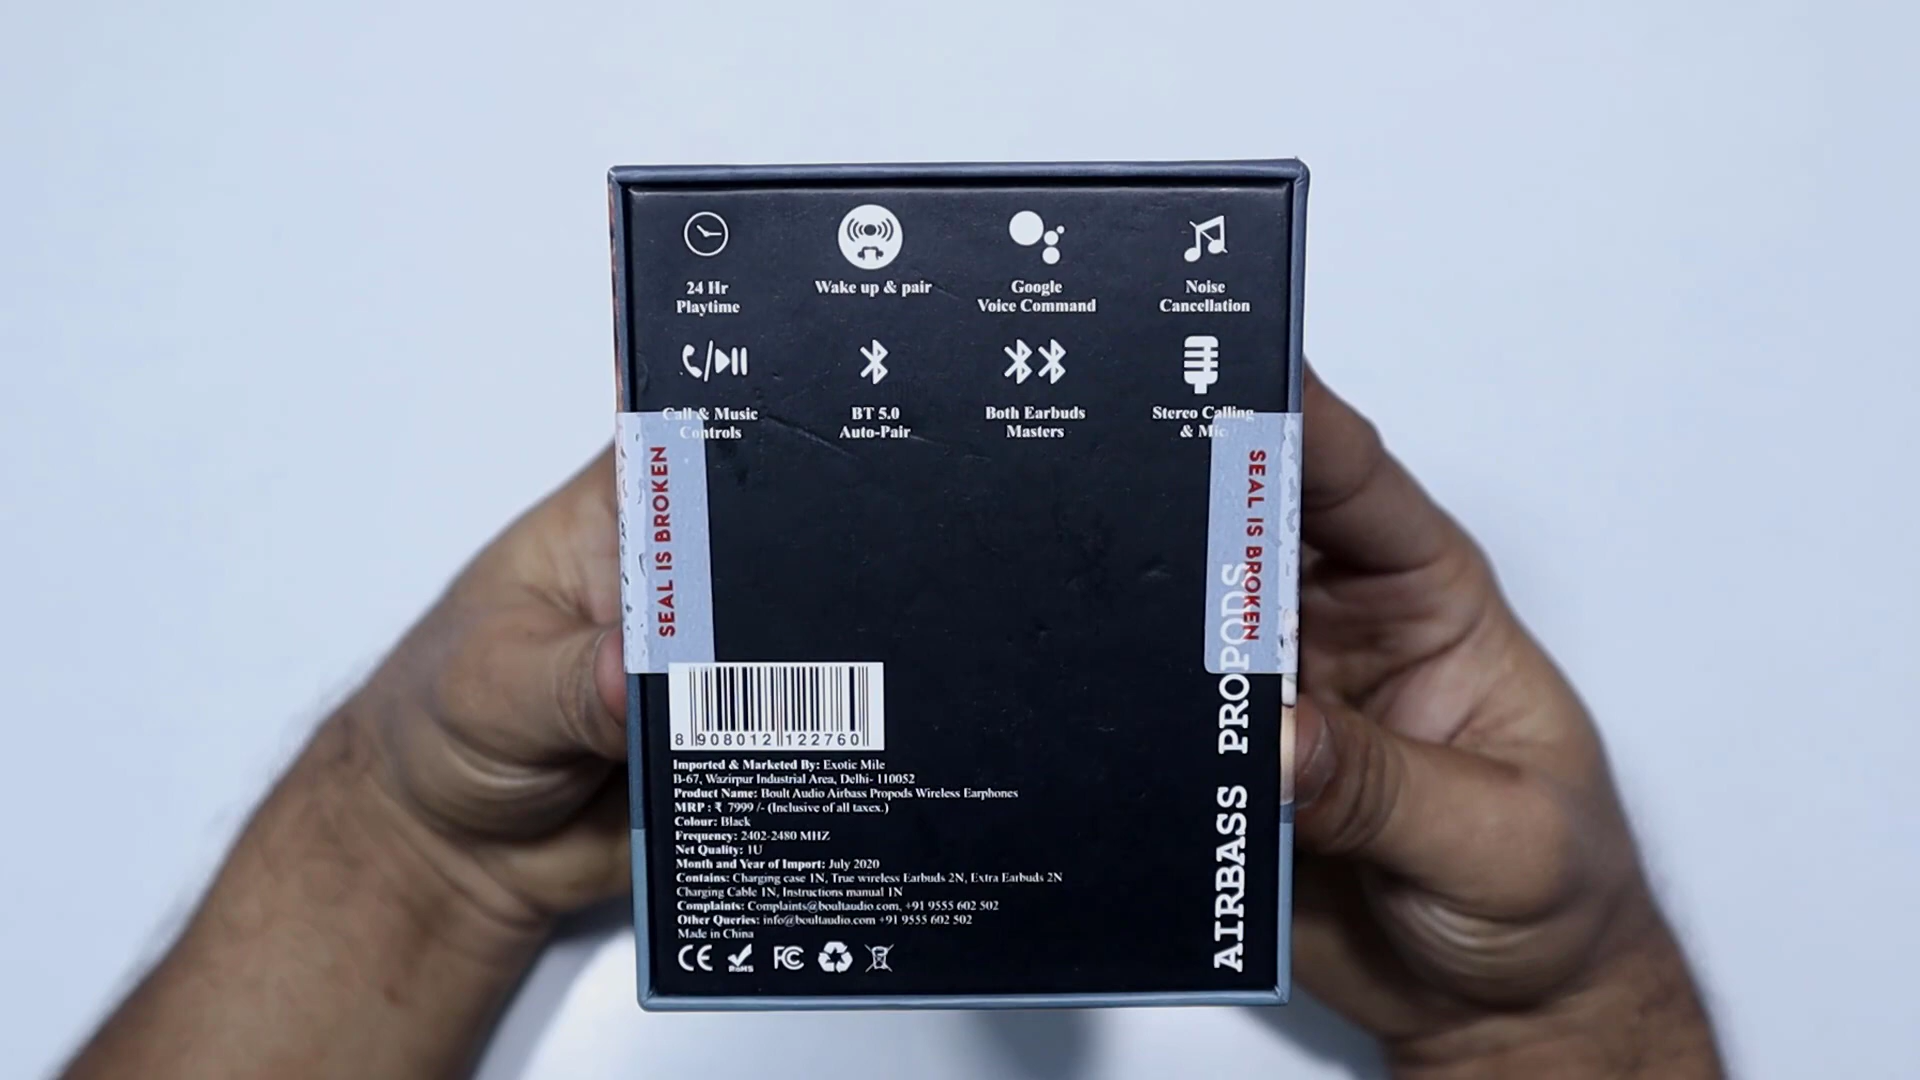 24 Hr
Playtime
Wake up & pair
Google
Voice Command
Noise
Cancellation
Call & Music
Controls
BT 5.0
Auto-Pair
Both Earbuds
Masters
Stereo Calling
& Mic
SEAL IS BROKEN
SEAL IS BROKEN
AIRBASS PROPODS
8 908012 122760
Imported & Marketed By: Exotic Mile
B-67, Wazirpur Industrial Area, Delhi- 110052
Product Name: Boult Audio Airbass Propods Wireless Earphones
MRP : ₹ 7999 /- (Inclusive of all taxex.)
Colour: Black
Frequency: 2402-2480 MHZ
Net Quality: 1U
Month and Year of Import: July 2020
Contains: Charging case 1N, True wireless Earbuds 2N, Extra Earbuds 2N
Charging Cable 1N, Instructions manual 1N
Complaints: Complaints@boultaudio.com, +91 9555 602 502
Other Queries: info@boultaudio.com +91 9555 602 502
Made in China
CE RoHS FC